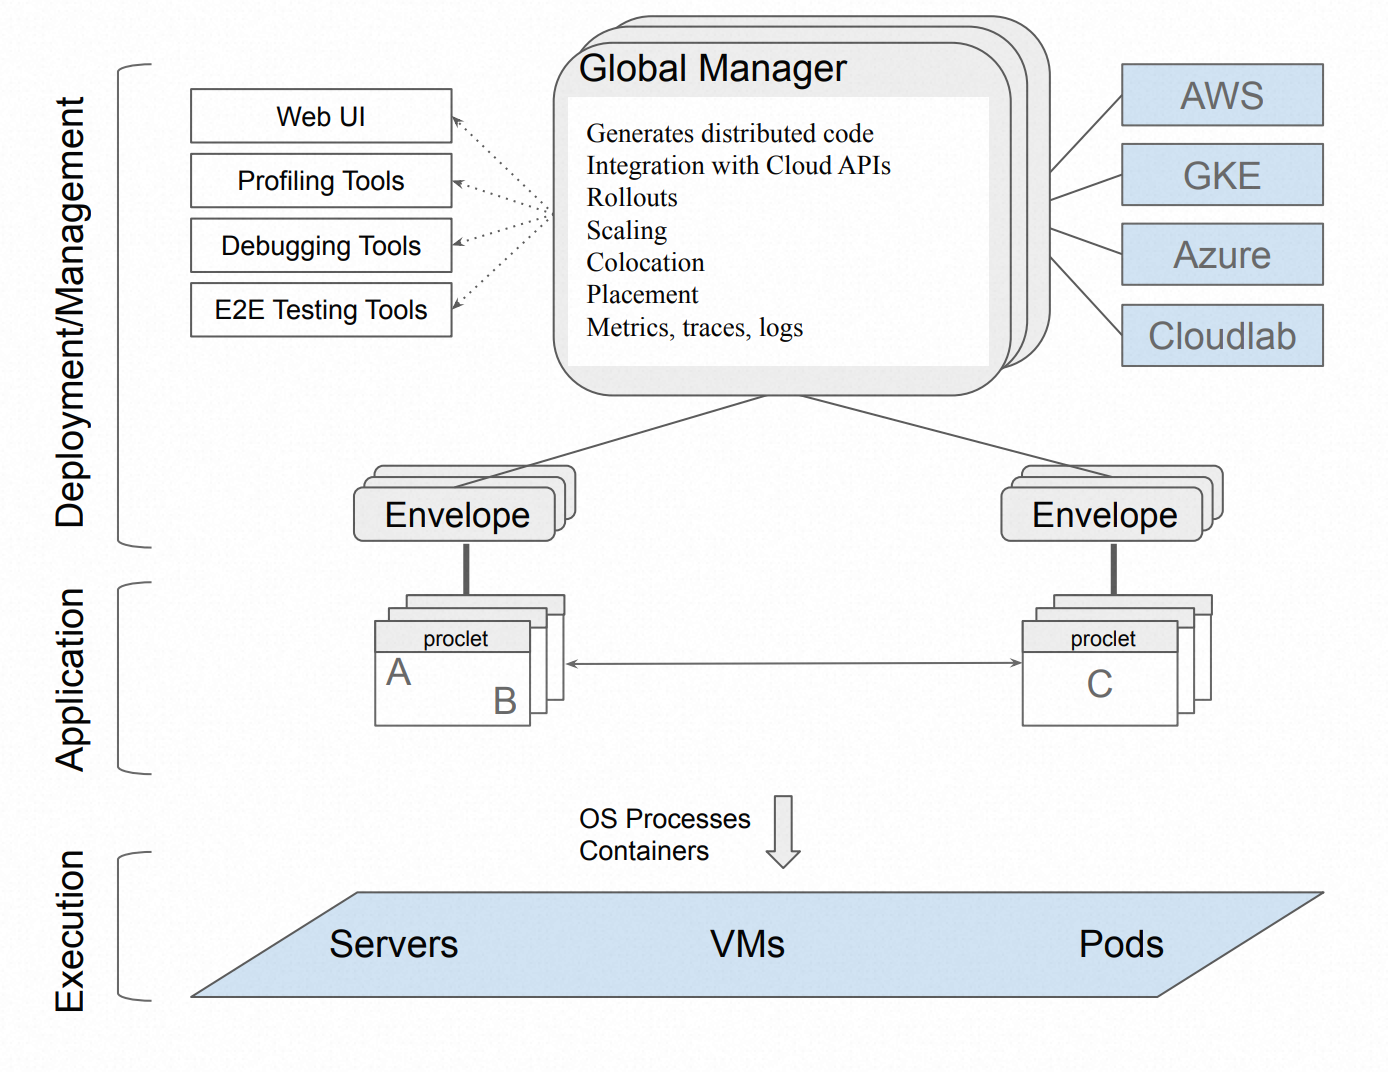 Deployment/Management
Web UI
Profiling Tools
Debugging Tools
E2E Testing Tools
Global Manager
Generates distributed code
Integration with Cloud APIs
Rollouts
Scaling
Colocation
Placement
Metrics, traces, logs
AWS
GKE
Azure
Cloudlab
Envelope
Envelope
Application
proclet
A
B
proclet
C
OS Processes
Containers
Execution
Servers
VMs
Pods